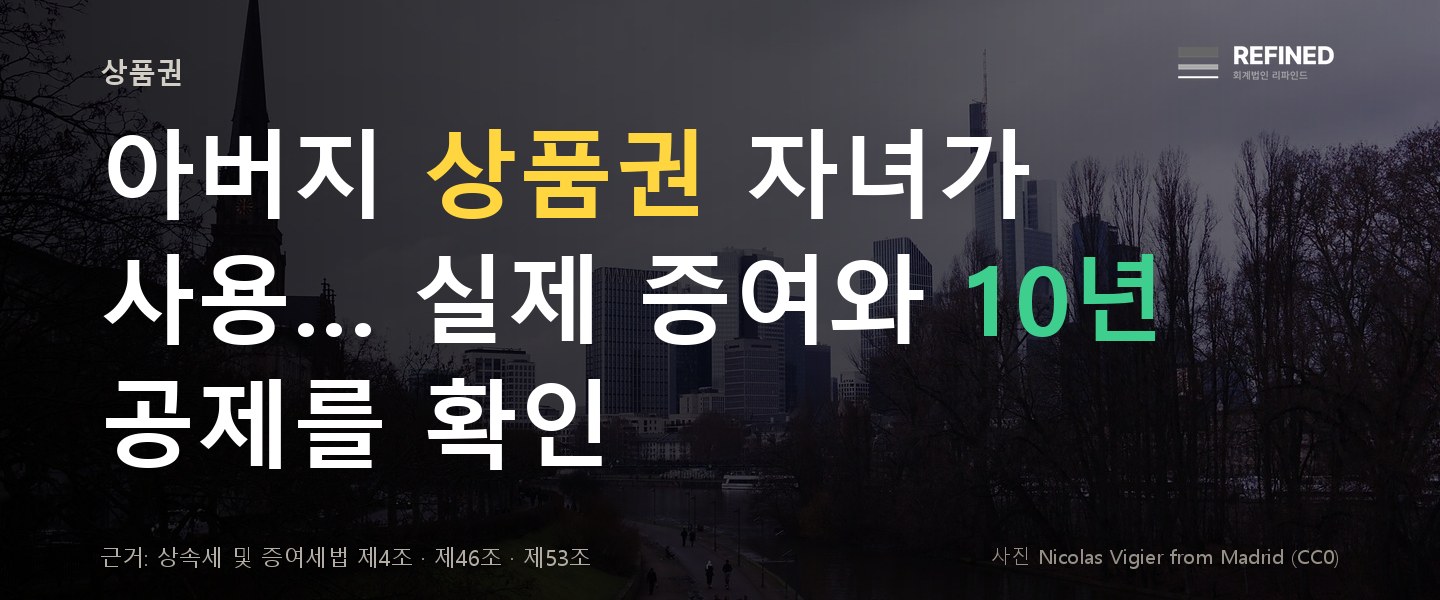 상품권
REFINED
회계법인 리파인드
아버지 상품권 자녀가
사용... 실제 증여와 10년
공제를 확인
근거: 상속세 및 증여세법 제4조 · 제46조 · 제53조
사진 Nicolas Vigier from Madrid (CC0)